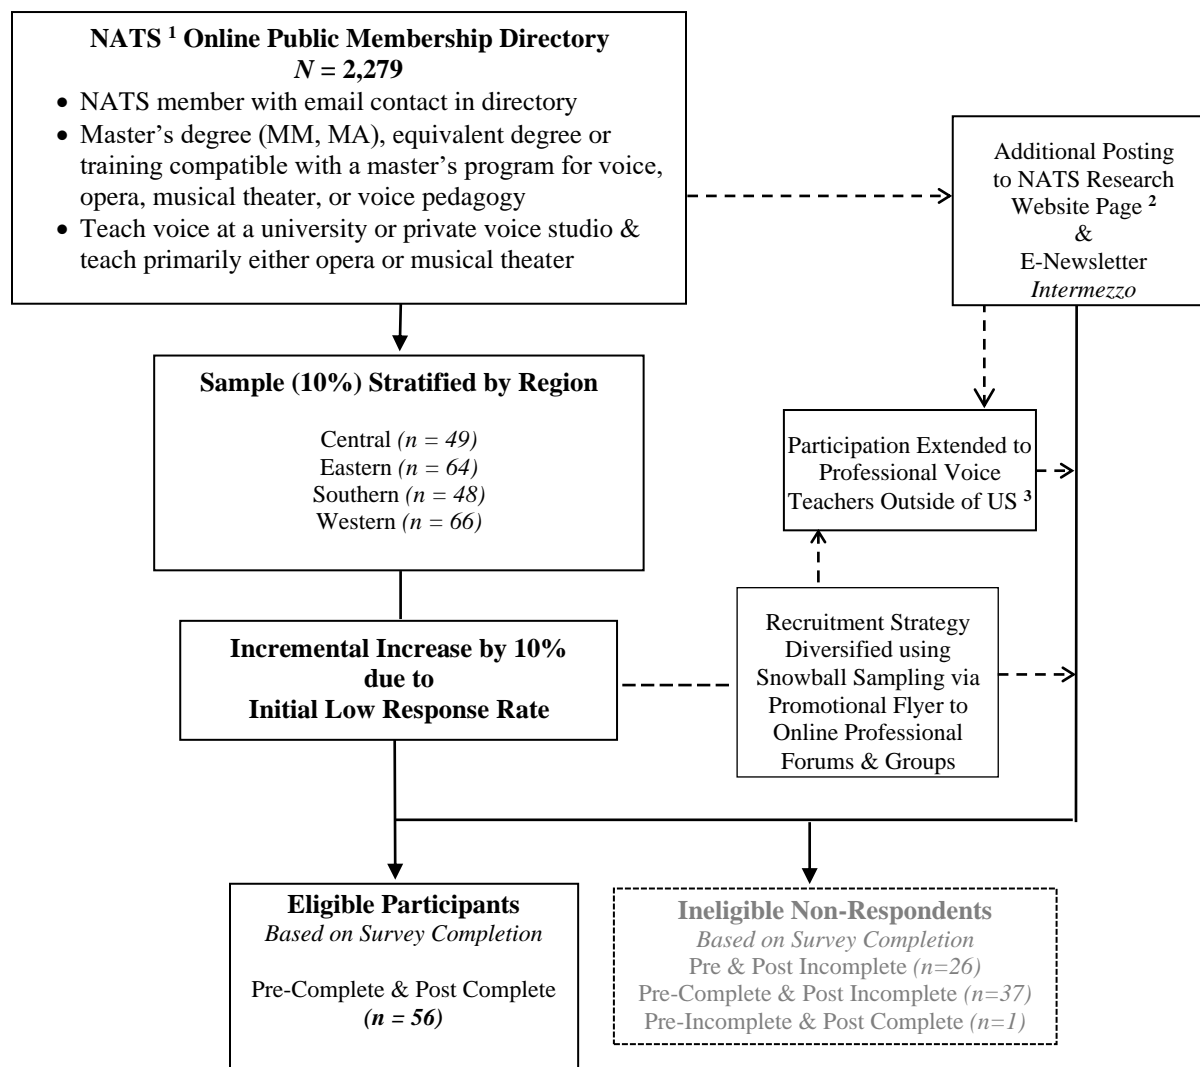 NATS ¹ Online Public Membership Directory
N = 2,279
• NATS member with email contact in directory
• Master’s degree (MM, MA), equivalent degree or
training compatible with a master’s program for voice,
opera, musical theater, or voice pedagogy
• Teach voice at a university or private voice studio &
teach primarily either opera or musical theater
Additional Posting
to NATS Research
Website Page ²
&
E-Newsletter
Intermezzo
Sample (10%) Stratified by Region
Central (n = 49)
Eastern (n = 64)
Southern (n = 48)
Western (n = 66)
Participation Extended to
Professional Voice
Teachers Outside of US ³
Incremental Increase by 10%
due to
Initial Low Response Rate
Recruitment Strategy
Diversified using
Snowball Sampling via
Promotional Flyer to
Online Professional
Forums & Groups
Eligible Participants
Based on Survey Completion
Pre-Complete & Post Complete
(n = 56)
Ineligible Non-Respondents
Based on Survey Completion
Pre & Post Incomplete (n=26)
Pre-Complete & Post Incomplete (n=37)
Pre-Incomplete & Post Complete (n=1)